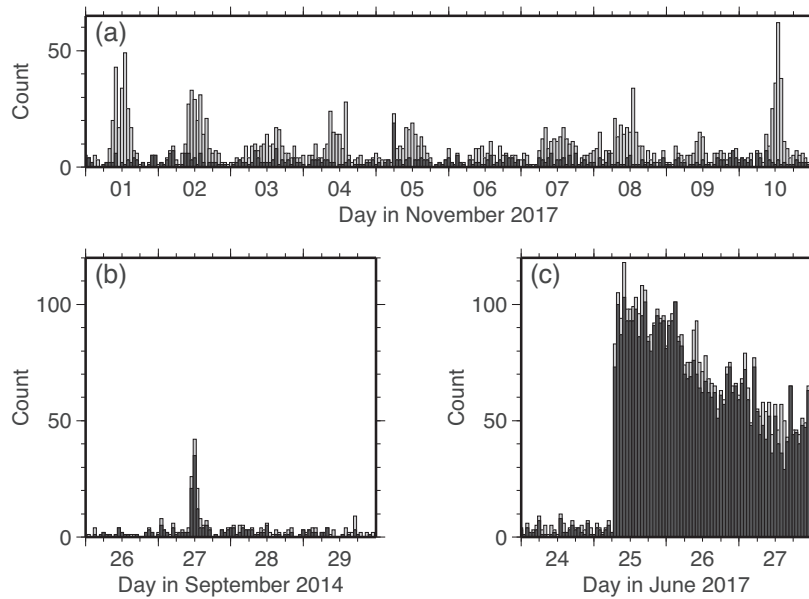 (a)
Count
50
0
01 02 03 04 05 06 07 08 09 10
Day in November 2017
(b)
Count
100
50
0
26 27 28 29
Day in September 2014
(c)
Count
100
50
0
24 25 26 27
Day in June 2017